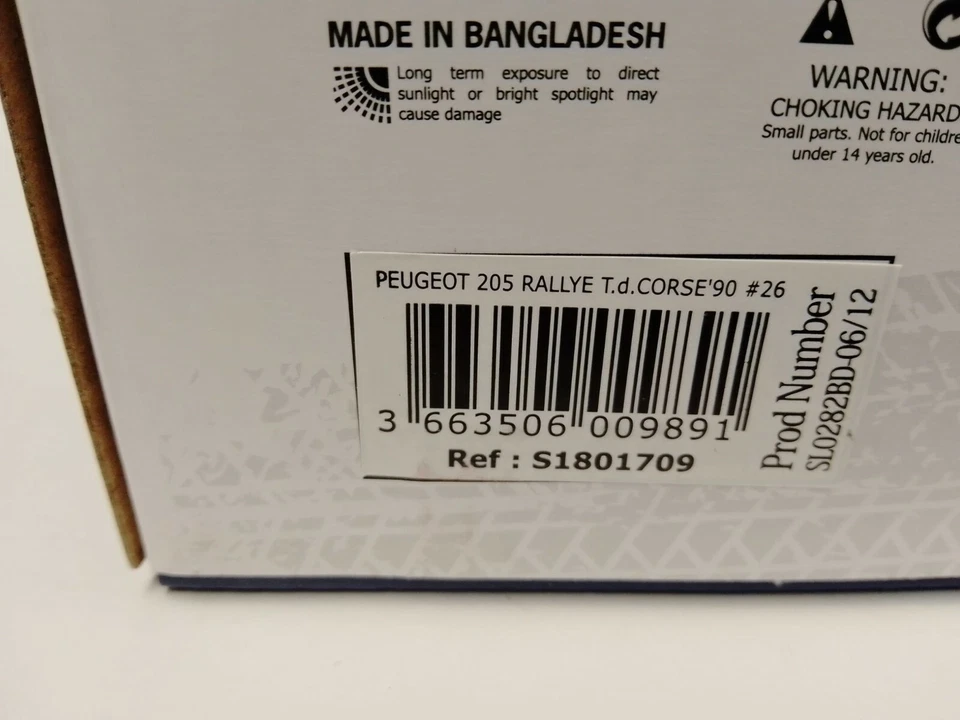 MADE IN BANGLADESH
Long term exposure to direct
sunlight or bright spotlight may
cause damage
WARNING:
CHOKING HAZARD
Small parts. Not for childre
under 14 years old.
PEUGEOT 205 RALLYE T.d.CORSE'90 #26
3 663506 009891
Ref : S1801709
Prod Number
SL0282BD-06/12